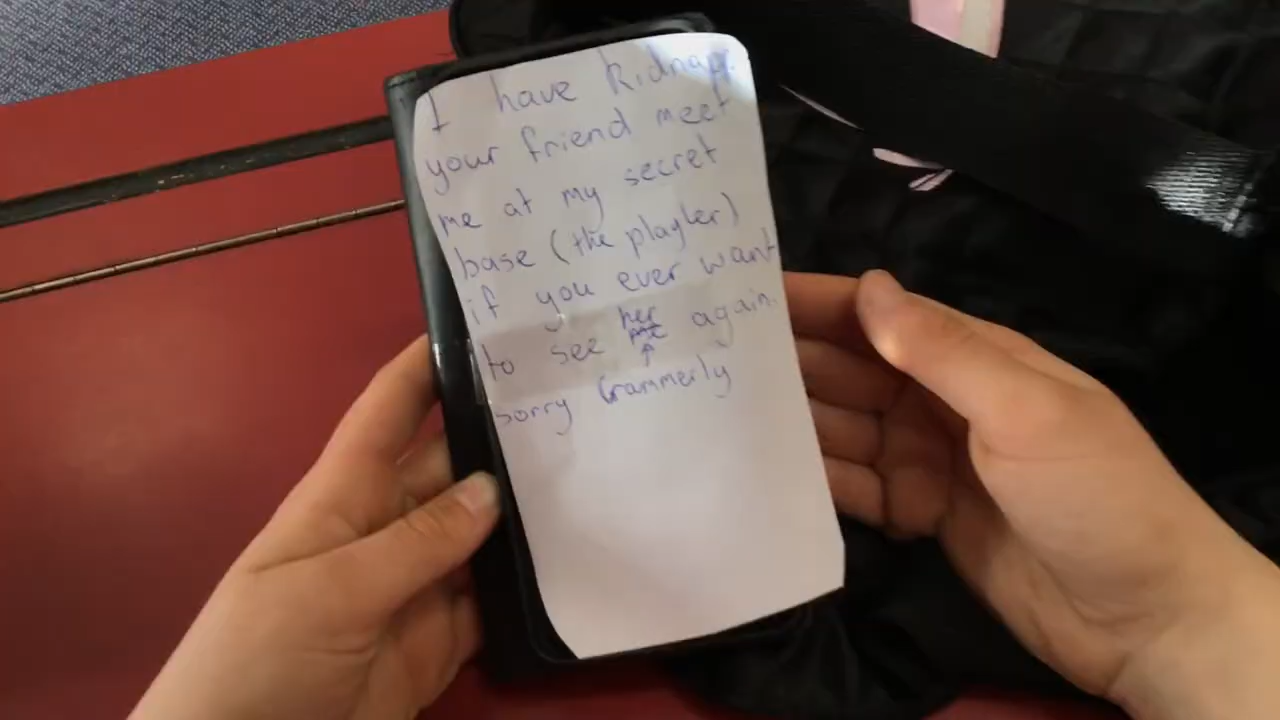 I have Kidnapp
your friend meet
me at my secret
base (the playler)
if you ever want
to see her again.
sorry Grammerly